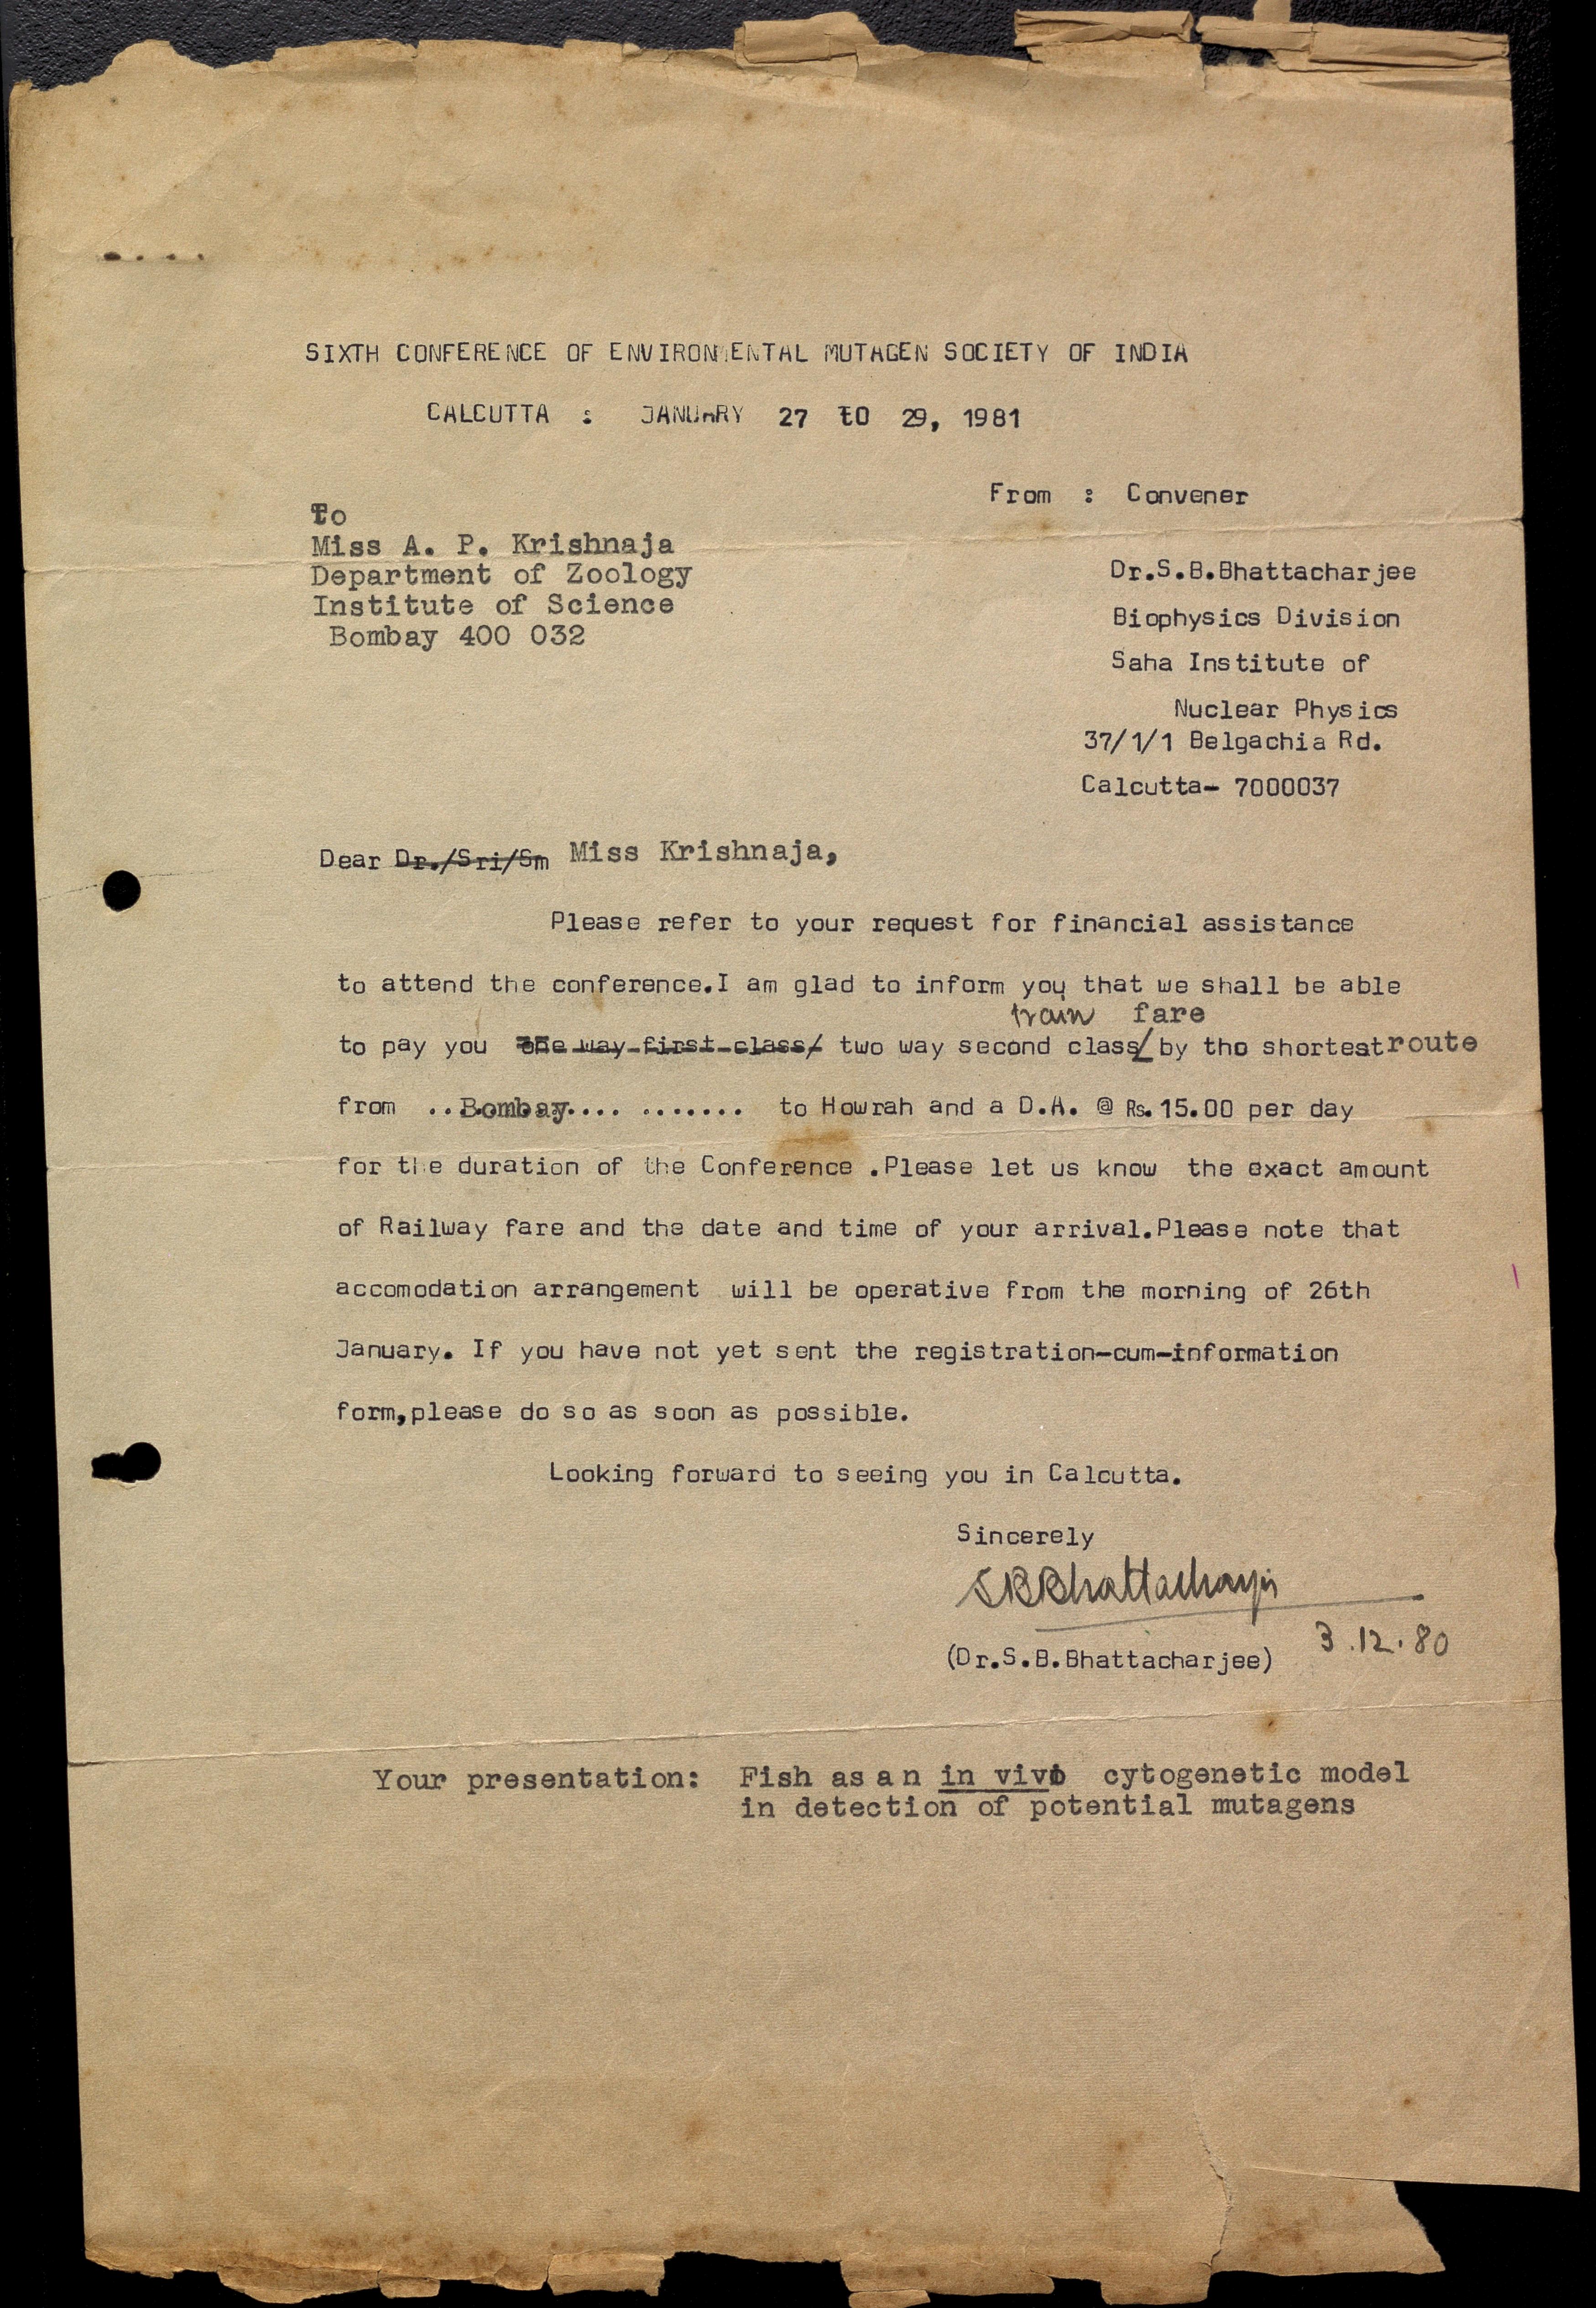 SIXTH CONFERENCE OF ENVIRONMENTAL MUTAGEN SOCIETY OF INDIA
CALCUTTA : JANUARY 27 to 29, 1981
From : Convener
To
Miss A. P. Krishnaja
Department of Zoology
Institute of Science
Bombay 400 032
Dr.S.B.Bhattacharjee
Biophysics Division
Saha Institute of
Nuclear Physics
37/1/1 Belgachia Rd.
Calcutta- 7000037
Dear Dr./Sri/Sm Miss Krishnaja,
Please refer to your request for financial assistance
to attend the conference.I am glad to inform you that we shall be able
train fare
to pay you one way first class/ two way second class/ by the shortest route
from ..Bombay.... ....... to Howrah and a D.A. @ Rs.15.00 per day
for the duration of the Conference .Please let us know the exact amount
of Railway fare and the date and time of your arrival.Please note that
accomodation arrangement will be operative from the morning of 26th
January. If you have not yet sent the registration-cum-information
form,please do so as soon as possible.
Looking forward to seeing you in Calcutta.
Sincerely
SBBhattacharjee
3.12.80
(Dr.S.B.Bhattacharjee)
Your presentation: Fish as an in vivo cytogenetic model
in detection of potential mutagens